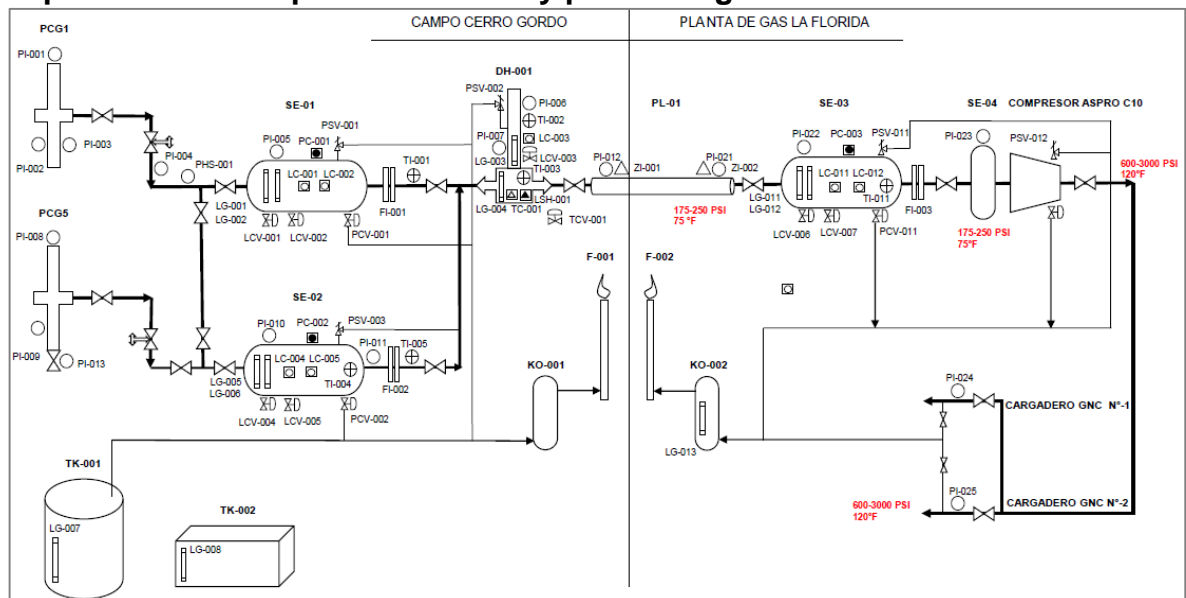 CAMPO CERRO GORDO
PLANTA DE GAS LA FLORIDA
PCG1
PI-001
PI-002
PI-003
PI-004
PHS-001
SE-01
PI-005
PC-001
PSV-001
LC-001 LC-002
LG-001
LG-002
LCV-001
LCV-002
PCV-001
TI-001
FI-001
DH-001
PSV-002
PI-006
TI-002
LC-003
PI-007
LG-003
LCV-003
TI-003
LG-004
LSH-001
TC-001
TCV-001
PL-01
PI-012
ZI-001
PI-021
ZI-002
175-250 PSI
75 °F
SE-03
PI-022
PC-003
PSV-011
LC-011 LC-012
TI-011
LG-011
LG-012
LCV-006
LCV-007
PCV-011
FI-003
SE-04
COMPRESOR ASPRO C10
PI-023
PSV-012
175-250 PSI
75°F
600-3000 PSI
120°F
PCG5
PI-008
PI-009
PI-013
SE-02
PI-010
PC-002
PSV-003
LC-004 LC-005
TI-004
LG-005
LG-006
LCV-004
LCV-005
PCV-002
PI-011
TI-005
FI-002
F-001
F-002
KO-001
KO-002
LG-013
PI-024
CARGADERO GNC N°-1
PI-025
CARGADERO GNC N°-2
600-3000 PSI
120°F
TK-001
LG-007
TK-002
LG-008